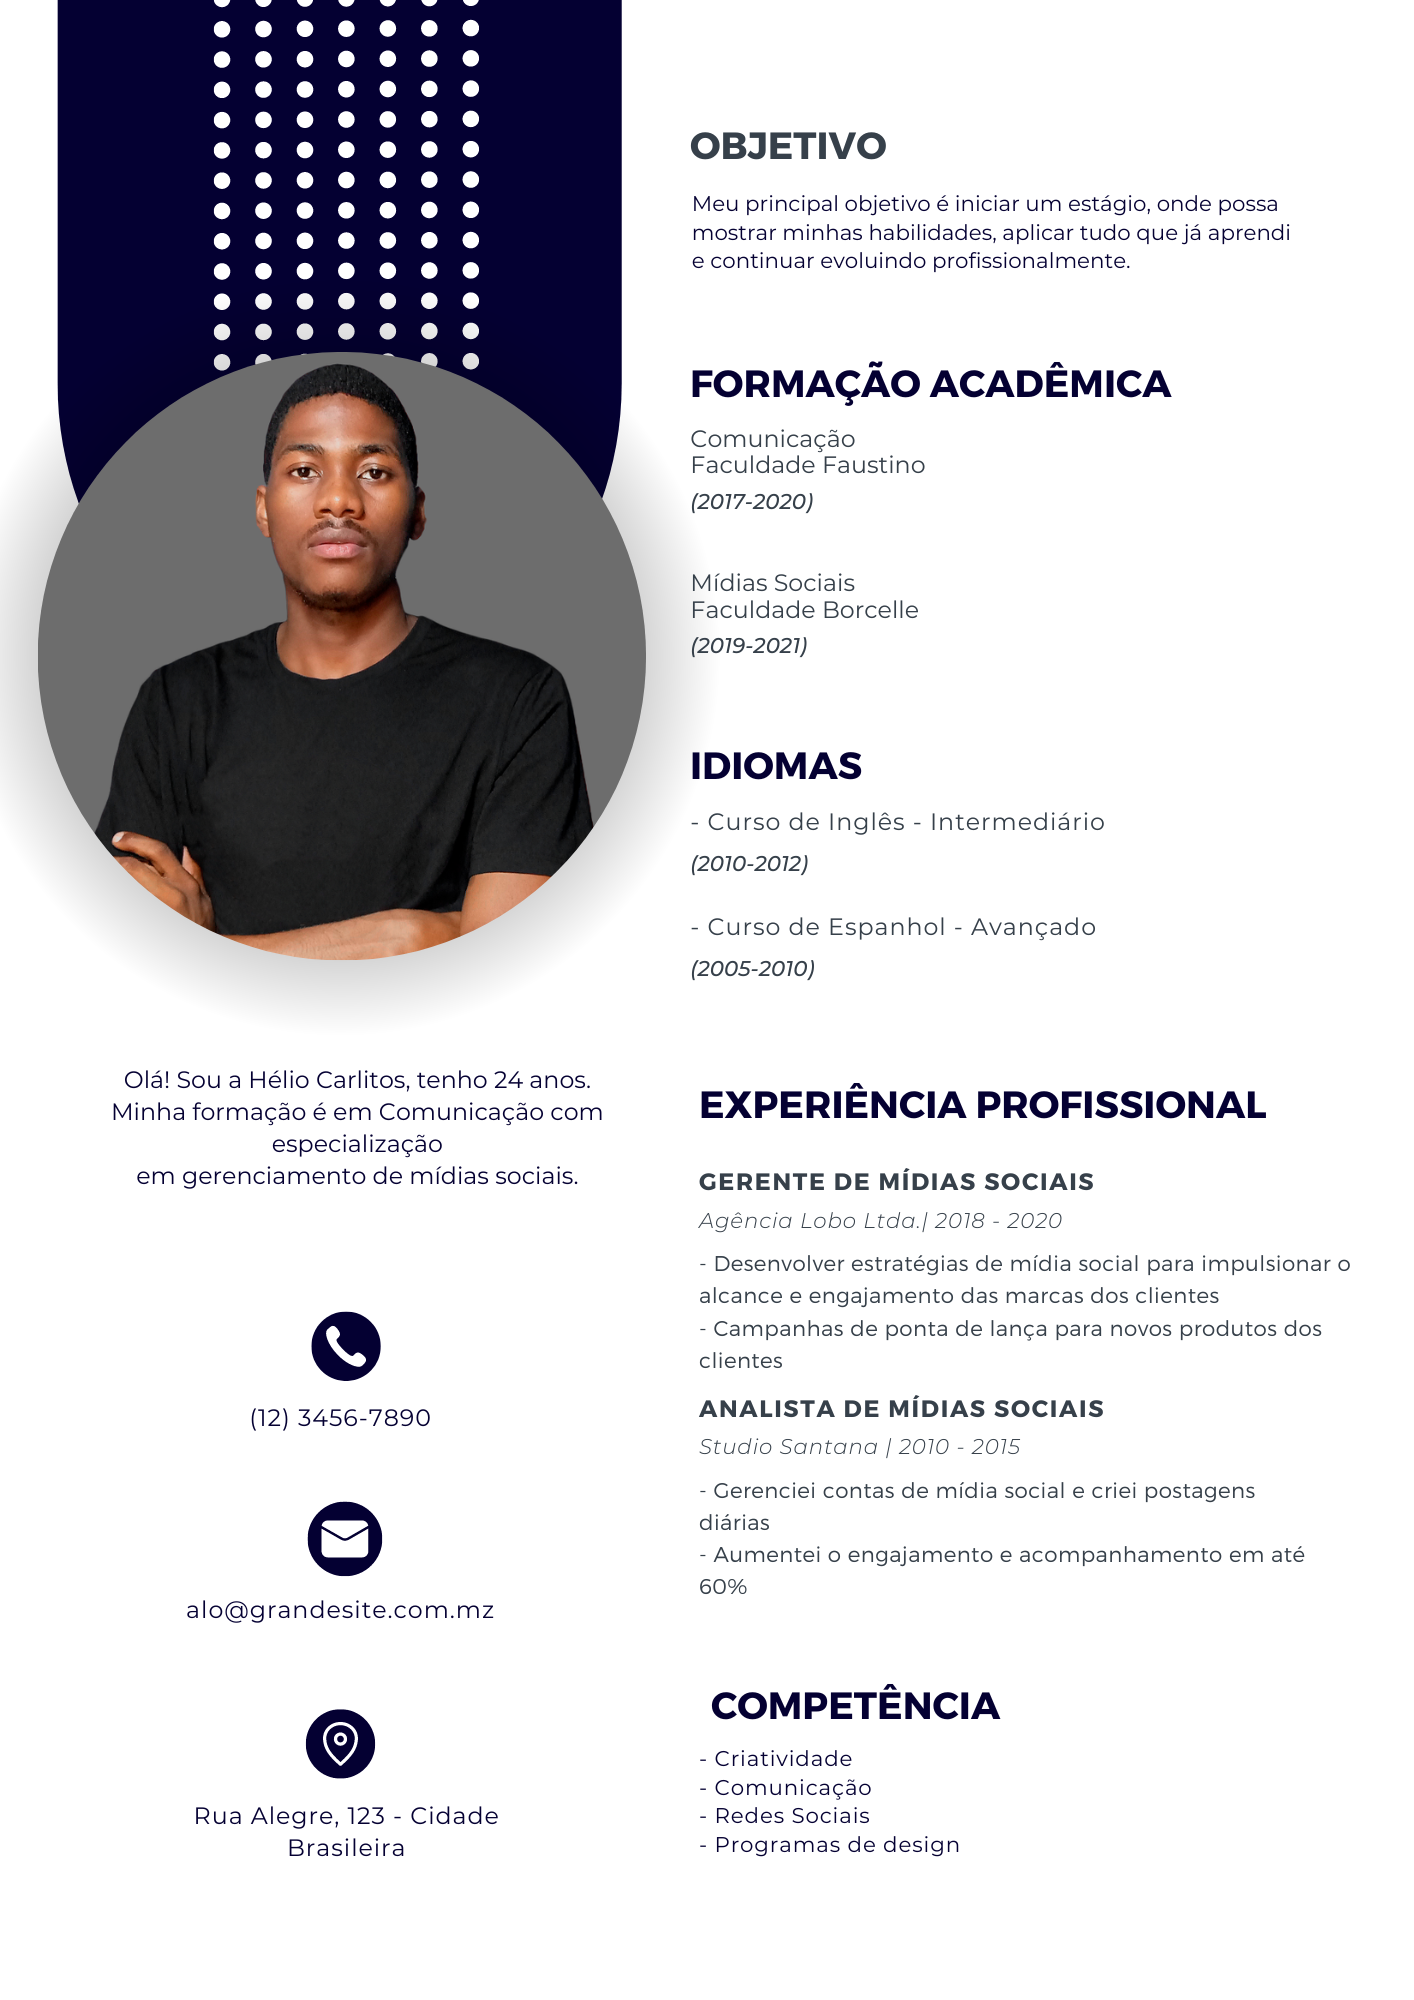 Olá! Sou a Hélio Carlitos, tenho 24 anos.
Minha formação é em Comunicação com
especialização
em gerenciamento de mídias sociais.
(12) 3456-7890
alo@grandesite.com.mz
Rua Alegre, 123 - Cidade
Brasileira
OBJETIVO
Meu principal objetivo é iniciar um estágio, onde possa
mostrar minhas habilidades, aplicar tudo que já aprendi
e continuar evoluindo profissionalmente.
FORMAÇÃO ACADÊMICA
Comunicação
Faculdade Faustino
(2017-2020)
Mídias Sociais
Faculdade Borcelle
(2019-2021)
IDIOMAS
- Curso de Inglês - Intermediário
(2010-2012)
- Curso de Espanhol - Avançado
(2005-2010)
EXPERIÊNCIA PROFISSIONAL
GERENTE DE MÍDIAS SOCIAIS
Agência Lobo Ltda.| 2018 - 2020
- Desenvolver estratégias de mídia social para impulsionar o
alcance e engajamento das marcas dos clientes
- Campanhas de ponta de lança para novos produtos dos
clientes
ANALISTA DE MÍDIAS SOCIAIS
Studio Santana | 2010 - 2015
- Gerenciei contas de mídia social e criei postagens
diárias
- Aumentei o engajamento e acompanhamento em até
60%
COMPETÊNCIA
- Criatividade
- Comunicação
- Redes Sociais
- Programas de design